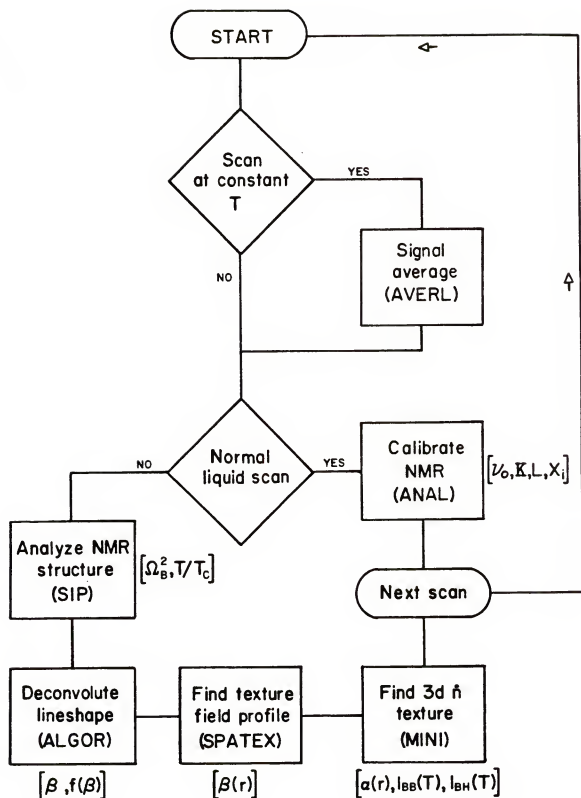 START
Scan
at constant
T
YES
Signal
average
(AVERL)
NO
Normal
liquid scan
NO
YES
Calibrate
NMR
(ANAL)
[ν₀,K,L,Xᵢ]
Analyze NMR
structure
(SIP)
[Ω_B²,T/T_C]
Next scan
Deconvolute
lineshape
(ALGOR)
Find texture
field profile
(SPATEX)
Find 3d n̂
texture
(MINI)
[β,f(β)]
[β(r)]
[α(r),I_BB(T),I_BH(T)]